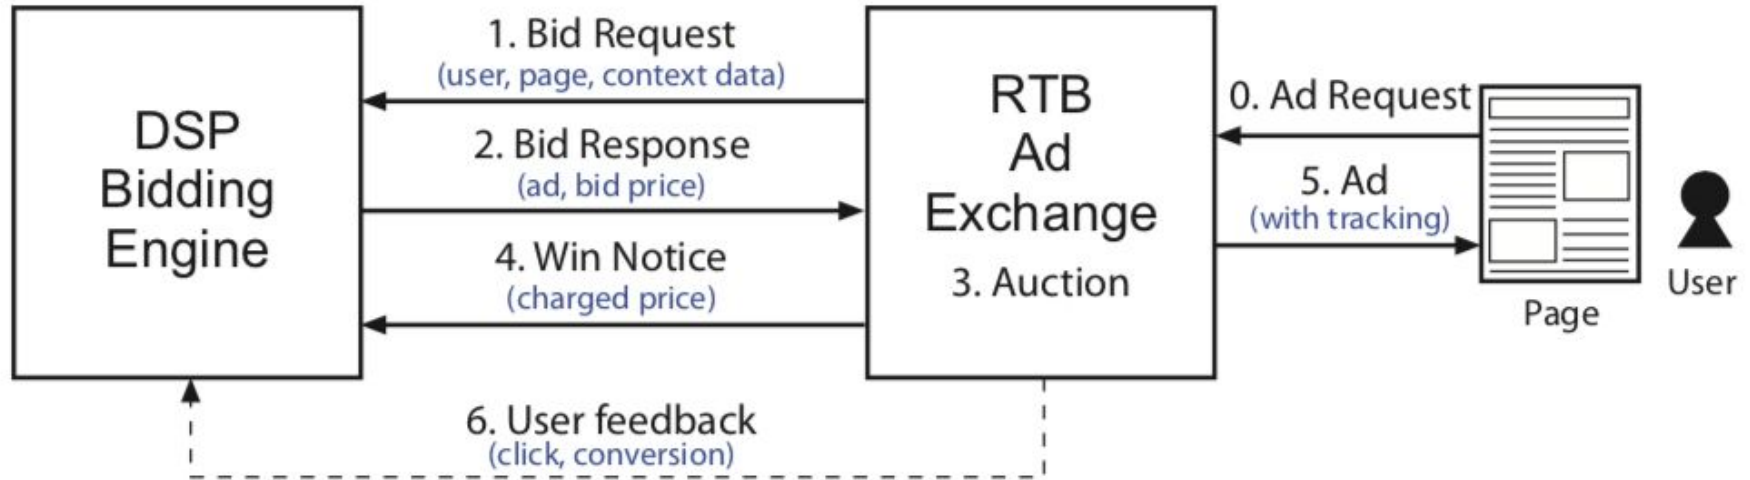 DSP
Bidding
Engine
1. Bid Request
(user, page, context data)
2. Bid Response
(ad, bid price)
4. Win Notice
(charged price)
6. User feedback
(click, conversion)
RTB
Ad
Exchange
3. Auction
0. Ad Request
5. Ad
(with tracking)
Page
User